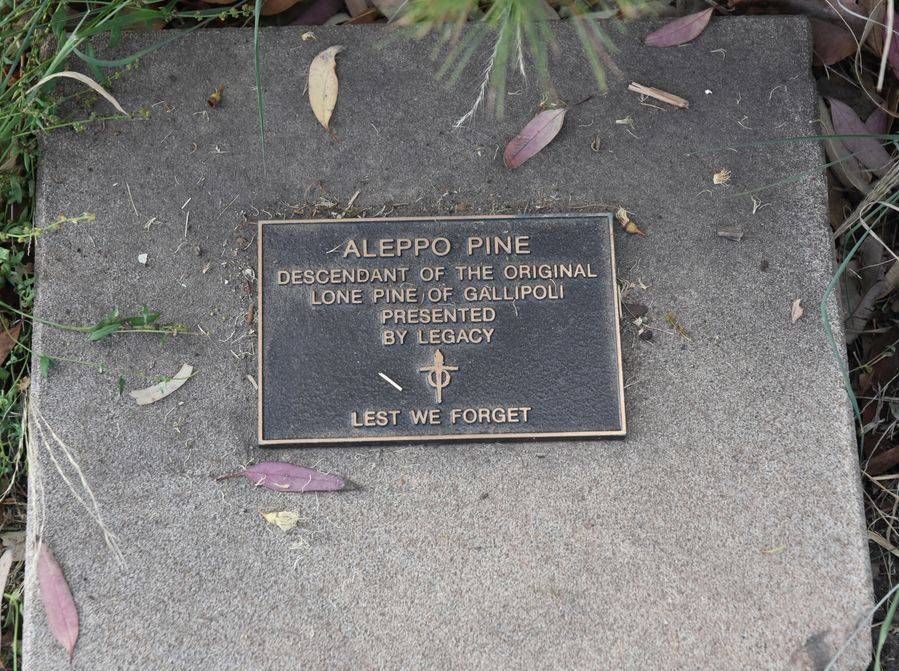 ALEPPO PINE
DESCENDANT OF THE ORIGINAL
LONE PINE OF GALLIPOLI
PRESENTED
BY LEGACY
LEST WE FORGET